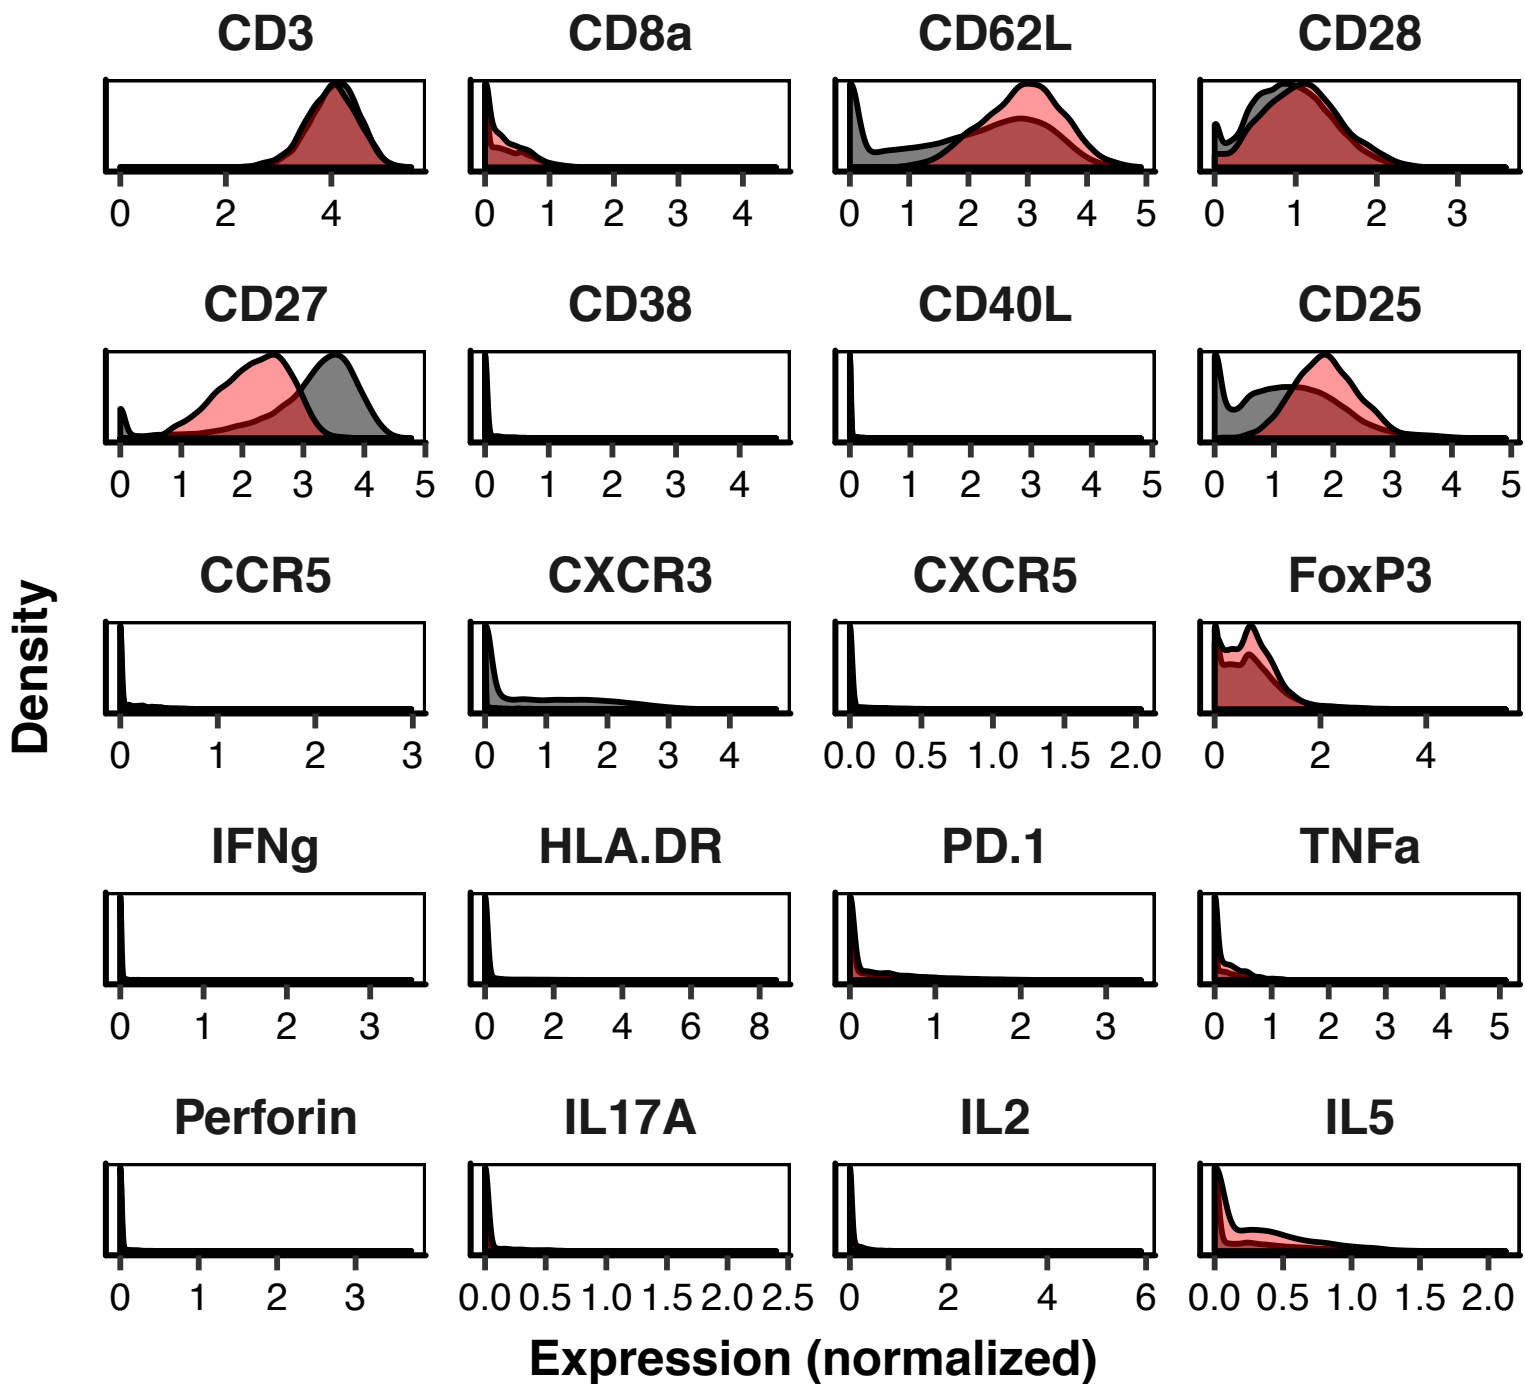 CD3 CD8a CD62L CD28
0 2 4 0 1 2 3 4 0 1 2 3 4 5 0 1 2 3
CD27 CD38 CD40L CD25
0 1 2 3 4 5 0 1 2 3 4 0 1 2 3 4 5 0 1 2 3 4 5
CCR5 CXCR3 CXCR5 FoxP3
0 1 2 3 0 1 2 3 4 0.0 0.5 1.0 1.5 2.0 0 2 4
Density
IFNg HLA.DR PD.1 TNFa
0 1 2 3 0 2 4 6 8 0 1 2 3 0 1 2 3 4 5
Perforin IL17A IL2 IL5
0 1 2 3 0.0 0.5 1.0 1.5 2.0 2.5 0 2 4 6 0.0 0.5 1.0 1.5 2.0
Expression (normalized)